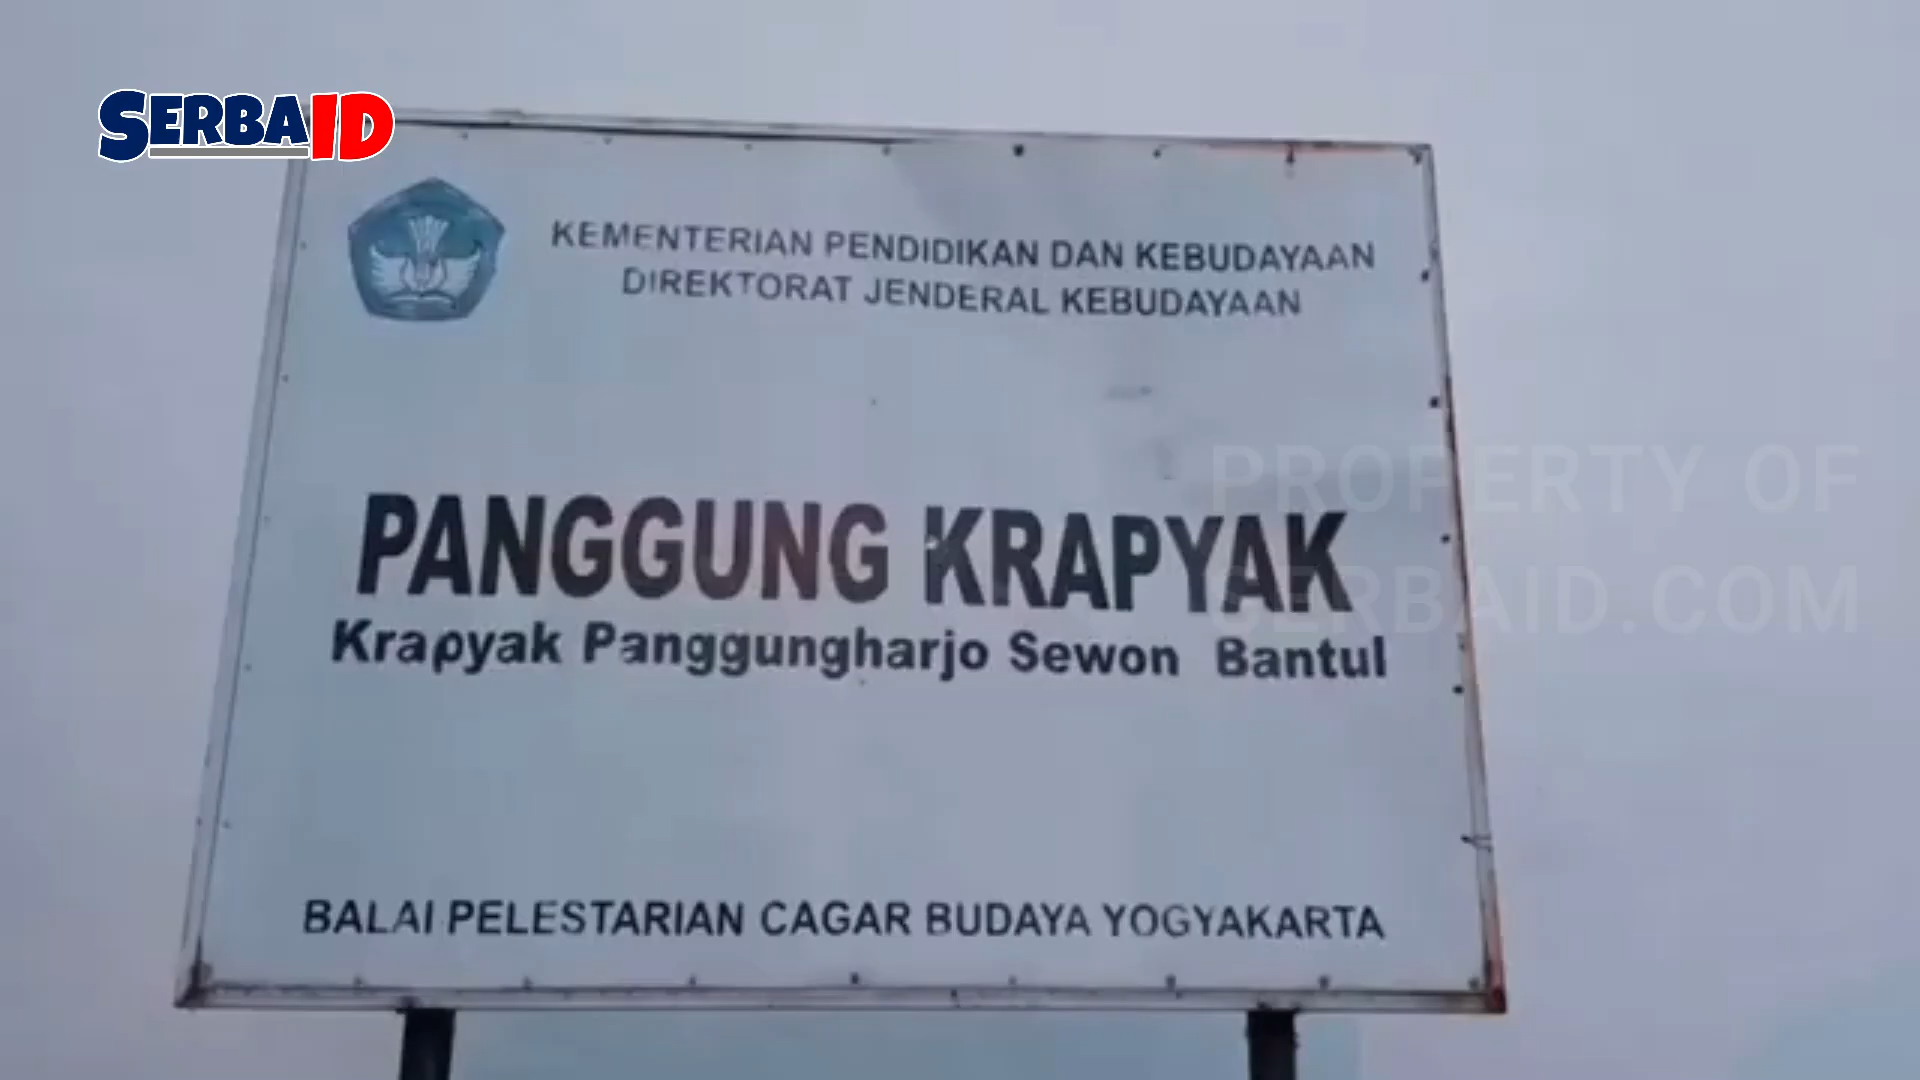 SERBAID
KEMENTERIAN PENDIDIKAN DAN KEBUDAYAAN
DIREKTORAT JENDERAL KEBUDAYAAN
PROPERTY OF
SERBAID.COM
PANGGUNG KRAPYAK
Krapyak Panggungharjo Sewon Bantul
BALAI PELESTARIAN CAGAR BUDAYA YOGYAKARTA